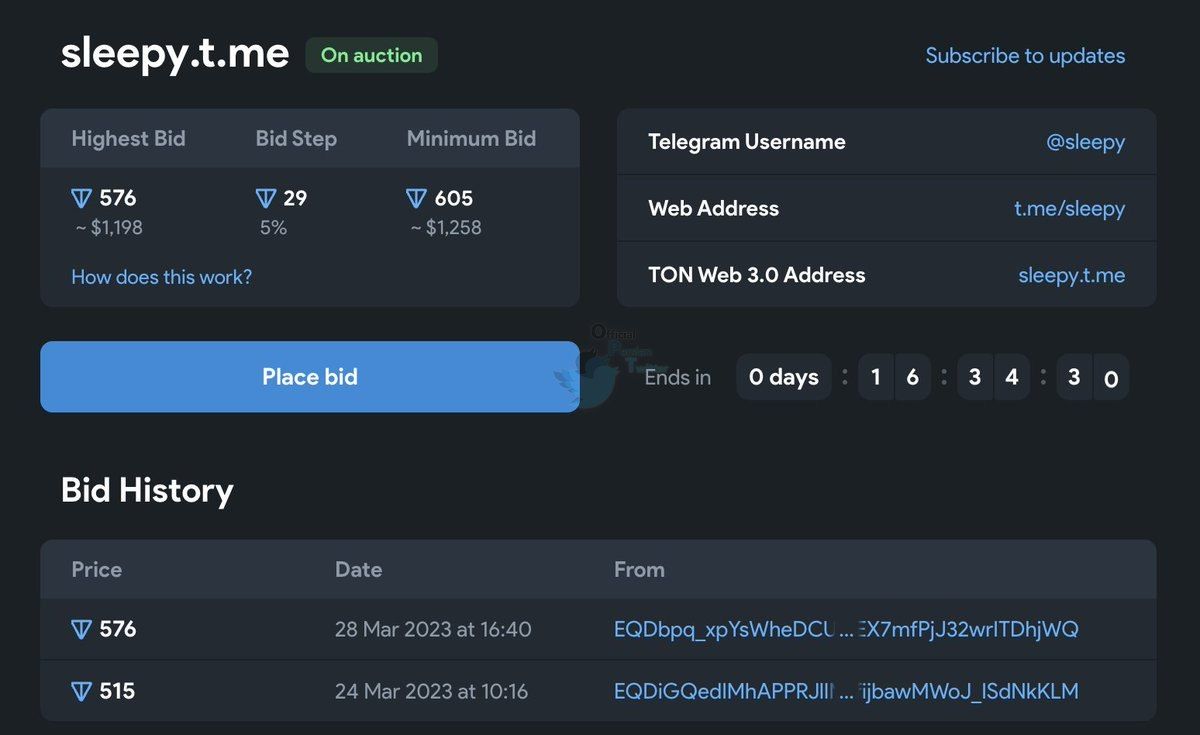 sleepy.t.me On auction Subscribe to updates
Highest Bid Bid Step Minimum Bid
576 29 605
~ $1,198 5% ~ $1,258
How does this work?
Telegram Username @sleepy
Web Address t.me/sleepy
TON Web 3.0 Address sleepy.t.me
Official
Persian
Twitter
Place bid
Ends in 0 days : 1 6 : 3 4 : 3 0
Bid History
Price Date From
576 28 Mar 2023 at 16:40 EQDbpq_xpYsWheDCU ... EX7mfPjJ32wrITDhjWQ
515 24 Mar 2023 at 10:16